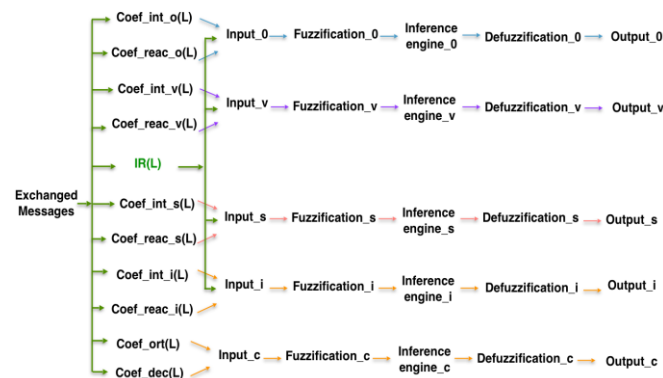 Coef_int_o(L)
Coef_reac_o(L)
Input_0
Fuzzification_0
Inference
engine_0
Defuzzification_0
Output_0
Coef_int_v(L)
Coef_reac_v(L)
Input_v
Fuzzification_v
Inference
engine_v
Defuzzification_v
Output_v
IR(L)
Exchanged
Messages
Coef_int_s(L)
Coef_reac_s(L)
Input_s
Fuzzification_s
Inference
engine_s
Defuzzification_s
Output_s
Coef_int_i(L)
Coef_reac_i(L)
Input_i
Fuzzification_i
Inference
engine_i
Defuzzification_i
Output_i
Coef_ort(L)
Coef_dec(L)
Input_c
Fuzzification_c
Inference
engine_c
Defuzzification_c
Output_c